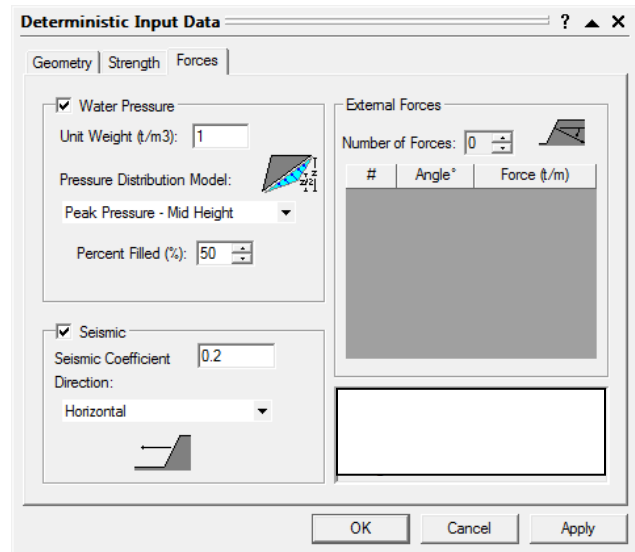 Deterministic Input Data
Geometry Strength Forces
Water Pressure
Unit Weight (t/m3): 1
Pressure Distribution Model:
Peak Pressure - Mid Height
Percent Filled (%): 50
Seismic
Seismic Coefficient 0.2
Direction:
Horizontal
External Forces
Number of Forces: 0
# Angle° Force (t/m)
OK Cancel Apply